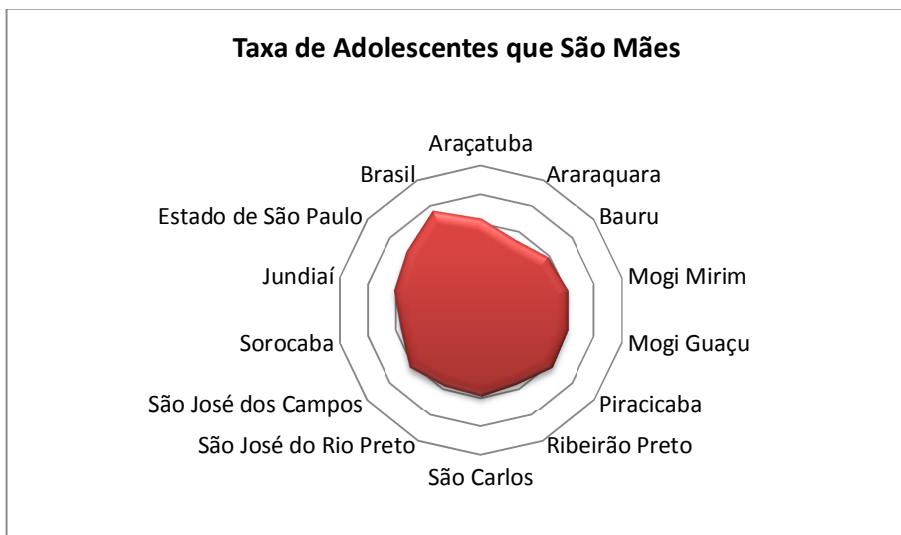 Taxa de Adolescentes que São Mães
Araçatuba
Araraquara
Bauru
Mogi Mirim
Mogi Guaçu
Piracicaba
Ribeirão Preto
São Carlos
São José do Rio Preto
São José dos Campos
Sorocaba
Jundiaí
Estado de São Paulo
Brasil